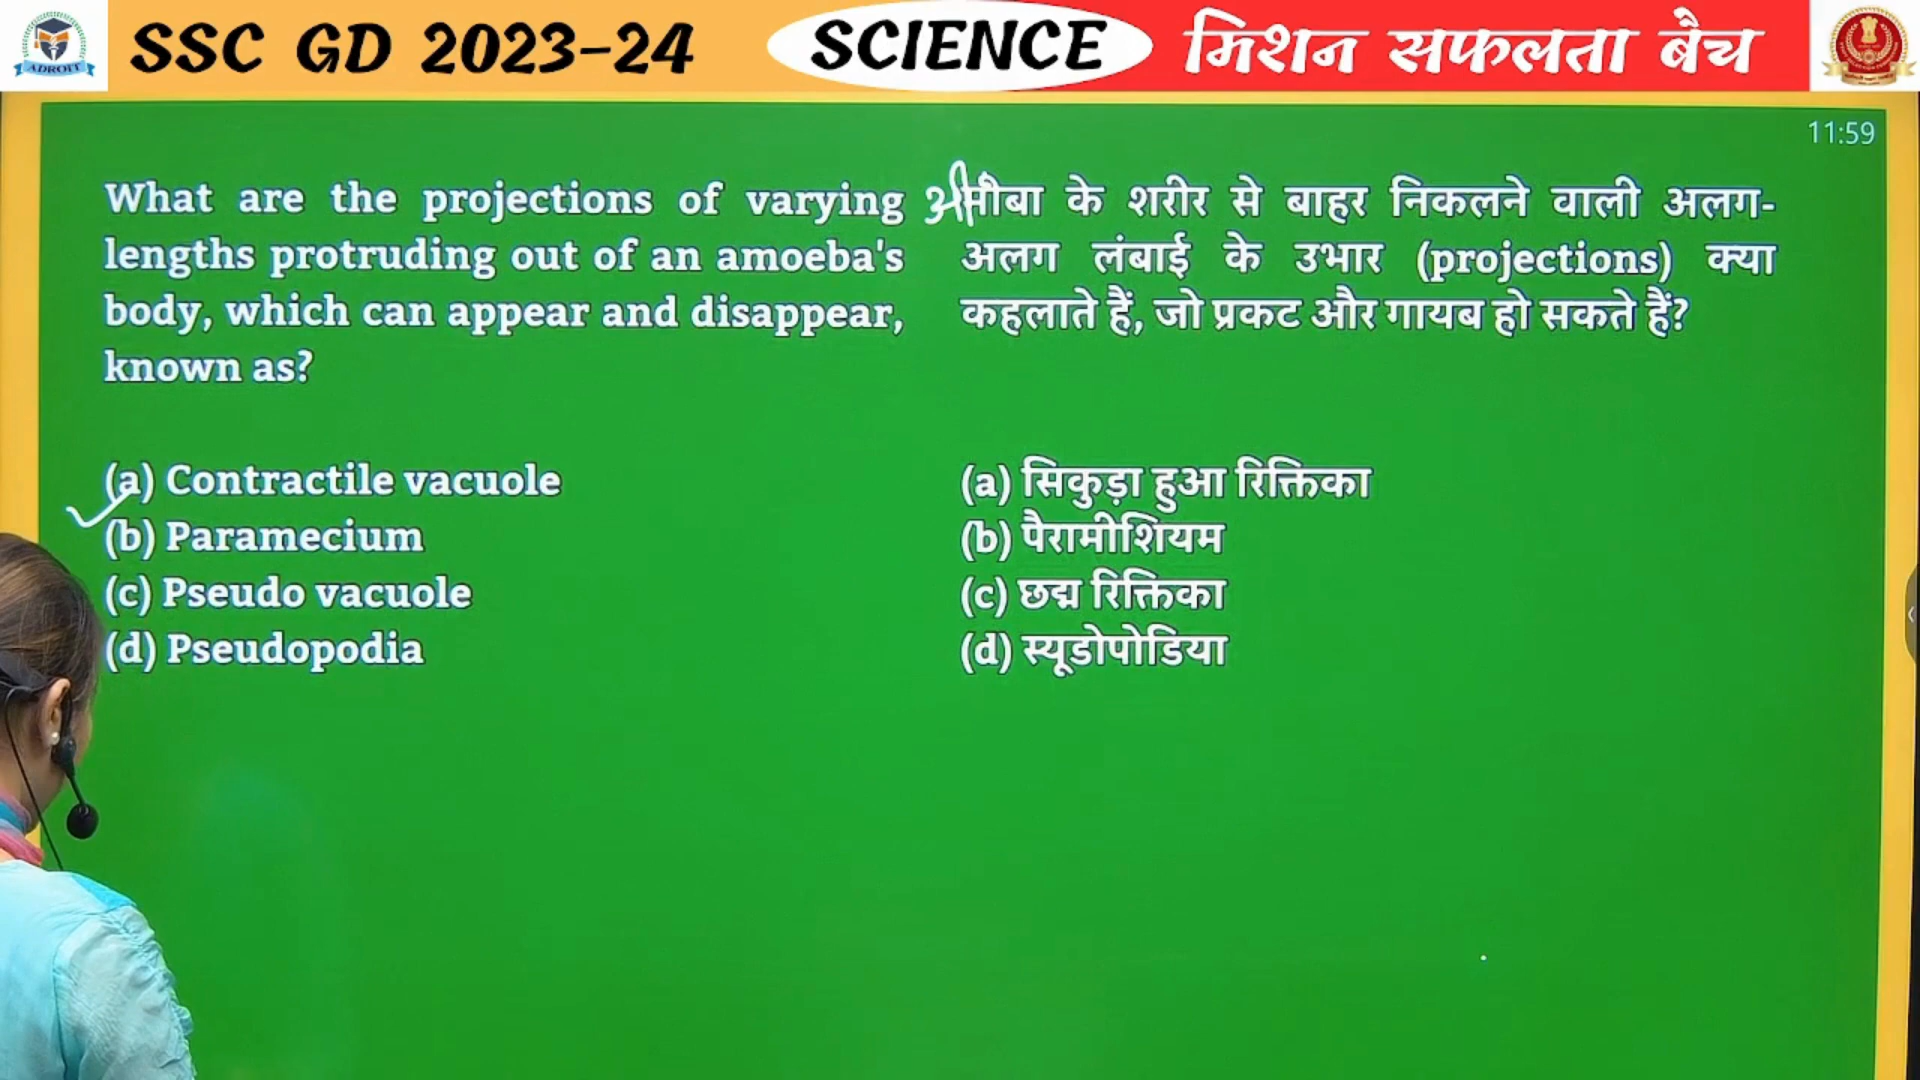 ADROIT
SSC GD 2023-24
SCIENCE
मिशन सफलता बैच
11:59
What are the projections of varying
lengths protruding out of an amoeba's
body, which can appear and disappear,
known as?
(a) Contractile vacuole
(b) Paramecium
(c) Pseudo vacuole
(d) Pseudopodia
अमीबा के शरीर से बाहर निकलने वाली अलग-
अलग लंबाई के उभार (projections) क्या
कहलाते हैं, जो प्रकट और गायब हो सकते हैं?
(a) सिकुड़ा हुआ रिक्तिका
(b) पैरामीशियम
(c) छद्म रिक्तिका
(d) स्यूडोपोडिया